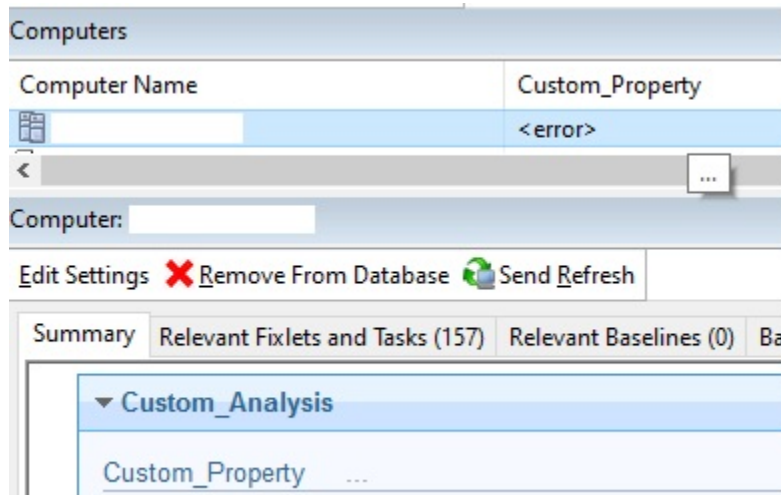 Computers
Computer Name Custom_Property
<error>
...
Computer:
Edit Settings Remove From Database Send Refresh
Summary Relevant Fixlets and Tasks (157) Relevant Baselines (0) Ba
Custom_Analysis
Custom_Property ...